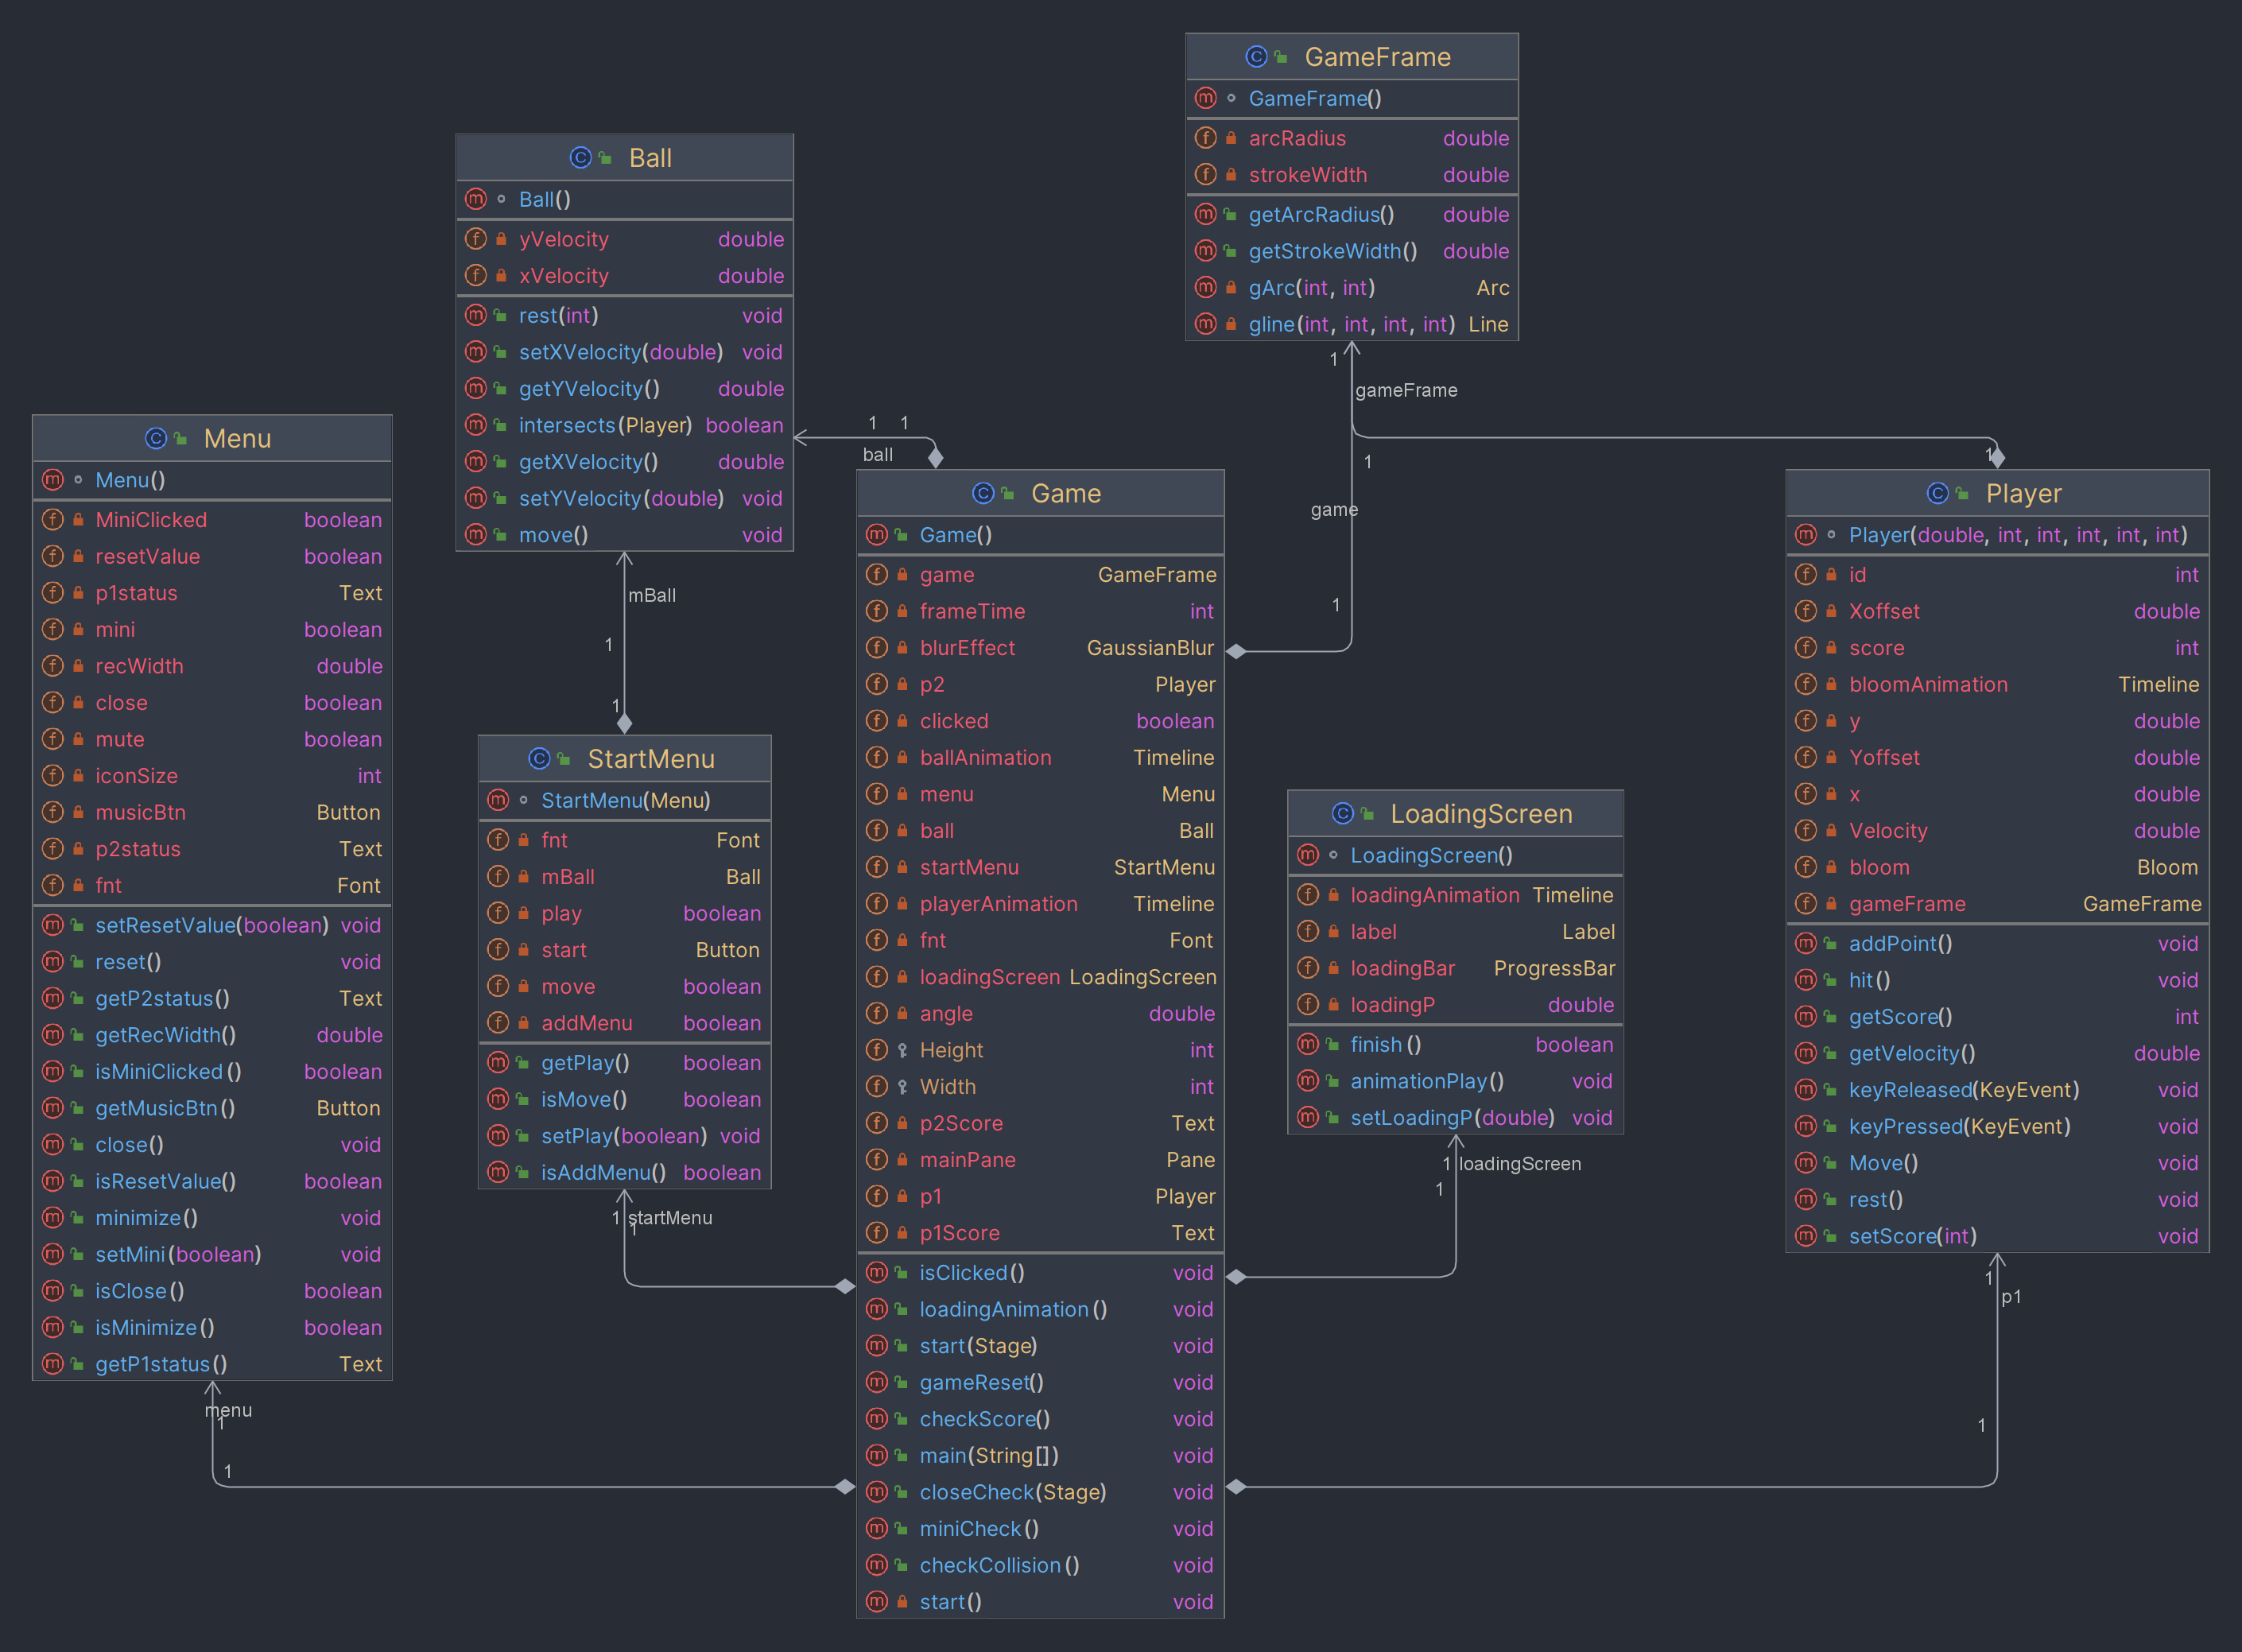 GameFrame
GameFrame()
arcRadius double
strokeWidth double
getArcRadius() double
getStrokeWidth() double
gArc(int, int) Arc
gline(int, int, int, int) Line
Ball
Ball()
yVelocity double
xVelocity double
rest(int) void
setXVelocity(double) void
getYVelocity() double
intersects(Player) boolean
getXVelocity() double
setYVelocity(double) void
move() void
Menu
Menu()
MiniClicked boolean
resetValue boolean
p1status Text
mini boolean
recWidth double
close boolean
mute boolean
iconSize int
musicBtn Button
p2status Text
fnt Font
setResetValue(boolean) void
reset() void
getP2status() Text
getRecWidth() double
isMiniClicked() boolean
getMusicBtn() Button
close() void
isResetValue() boolean
minimize() void
setMini(boolean) void
isClose() boolean
isMinimize() boolean
getP1status() Text
menu
1
1
StartMenu
StartMenu(Menu)
fnt Font
mBall Ball
play boolean
start Button
move boolean
addMenu boolean
getPlay() boolean
isMove() boolean
setPlay(boolean) void
isAddMenu() boolean
mBall
1
1
1 startMenu
1
1 1
ball
Game
Game()
game GameFrame
frameTime int
blurEffect GaussianBlur
p2 Player
clicked boolean
ballAnimation Timeline
menu Menu
ball Ball
startMenu StartMenu
playerAnimation Timeline
fnt Font
loadingScreen LoadingScreen
angle double
Height int
Width int
p2Score Text
mainPane Pane
p1 Player
p1Score Text
isClicked() void
loadingAnimation() void
start(Stage) void
gameReset() void
checkScore() void
main(String[]) void
closeCheck(Stage) void
miniCheck() void
checkCollision() void
start() void
1
gameFrame
1
game
1
1
LoadingScreen
LoadingScreen()
loadingAnimation Timeline
label Label
loadingBar ProgressBar
loadingP double
finish() boolean
animationPlay() void
setLoadingP(double) void
1 loadingScreen
1
Player
Player(double, int, int, int, int, int)
id int
Xoffset double
score int
bloomAnimation Timeline
y double
Yoffset double
x double
Velocity double
bloom Bloom
gameFrame GameFrame
addPoint() void
hit() void
getScore() int
getVelocity() double
keyReleased(KeyEvent) void
keyPressed(KeyEvent) void
Move() void
rest() void
setScore(int) void
1
p1
1